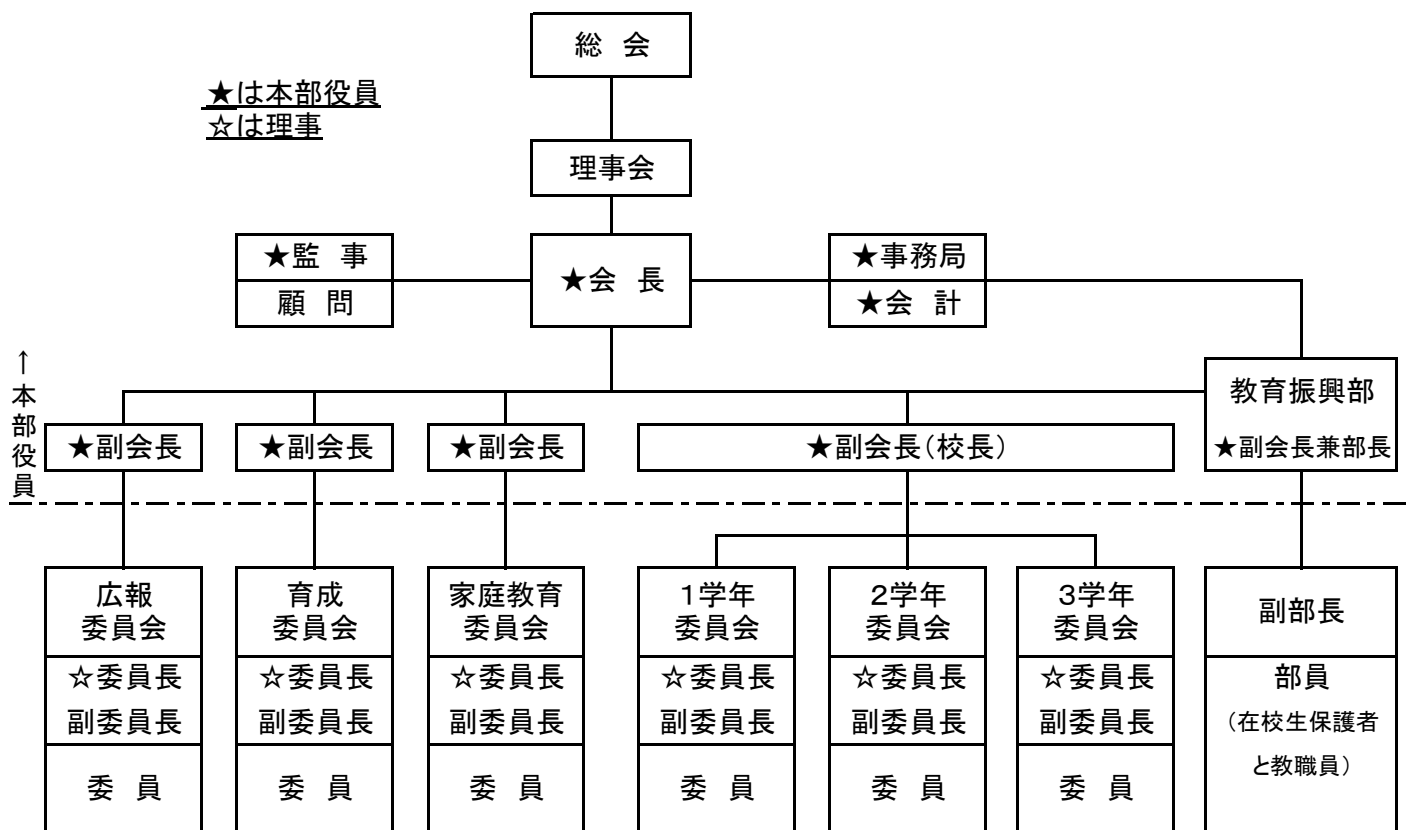 総 会
★は本部役員
☆は理事
理事会
★監 事
顧 問
★会 長
★事務局
★会 計
↑本部役員
教育振興部
★副会長兼部長
★副会長
★副会長
★副会長
★副会長(校長)
広報
委員会
☆委員長
副委員長
委 員
育成
委員会
☆委員長
副委員長
委 員
家庭教育
委員会
☆委員長
副委員長
委 員
1学年
委員会
☆委員長
副委員長
委 員
2学年
委員会
☆委員長
副委員長
委 員
3学年
委員会
☆委員長
副委員長
委 員
副部長
部員
(在校生保護者
と教職員)